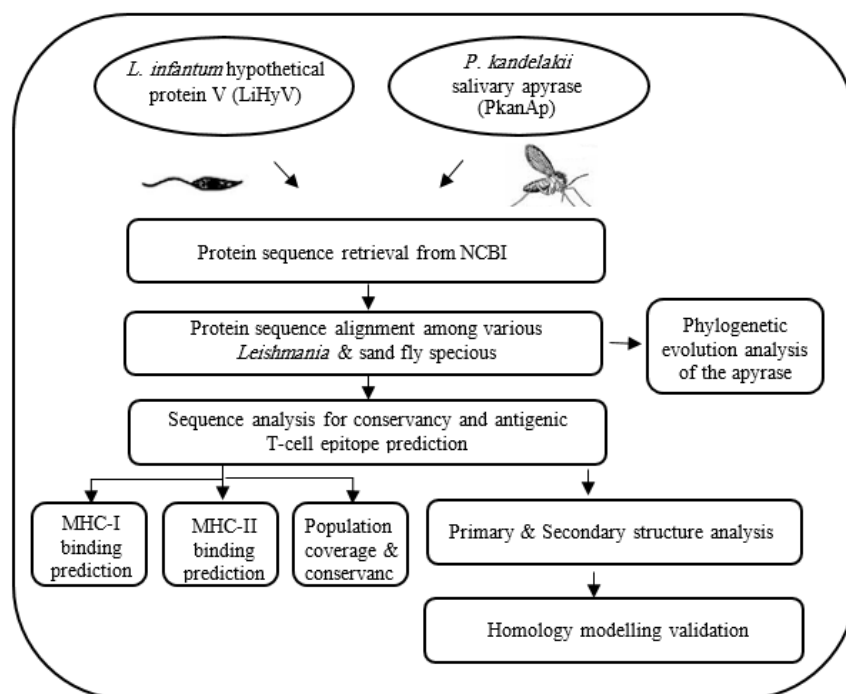 L. infantum hypothetical
protein V (LiHyV)
P. kandelakii
salivary apyrase
(PkanAp)
Protein sequence retrieval from NCBI
Protein sequence alignment among various
Leishmania & sand fly specious
Phylogenetic
evolution analysis
of the apyrase
Sequence analysis for conservancy and antigenic
T-cell epitope prediction
MHC-I
binding
prediction
MHC-II
binding
prediction
Population
coverage &
conservanc
Primary & Secondary structure analysis
Homology modelling validation